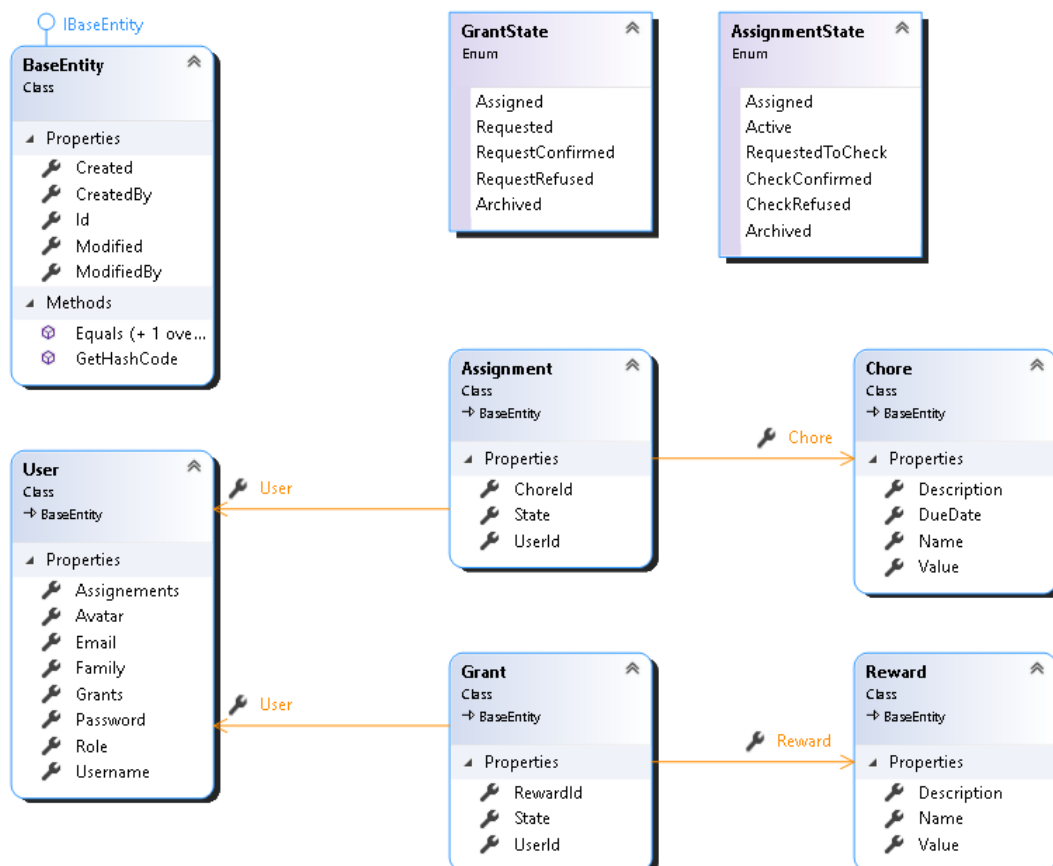 IBaseEntity
BaseEntity
Class
Properties
Created
CreatedBy
Id
Modified
ModifiedBy
Methods
Equals (+ 1 ove...
GetHashCode
GrantState
Enum
Assigned
Requested
RequestConfirmed
RequestRefused
Archived
AssignmentState
Enum
Assigned
Active
RequestedToCheck
CheckConfirmed
CheckRefused
Archived
User
Class
BaseEntity
Properties
Assignements
Avatar
Email
Family
Grants
Password
Role
Username
User
Assignment
Class
BaseEntity
Properties
ChoreId
State
UserId
Chore
Chore
Class
BaseEntity
Properties
Description
DueDate
Name
Value
User
Grant
Class
BaseEntity
Properties
RewardId
State
UserId
Reward
Reward
Class
BaseEntity
Properties
Description
Name
Value